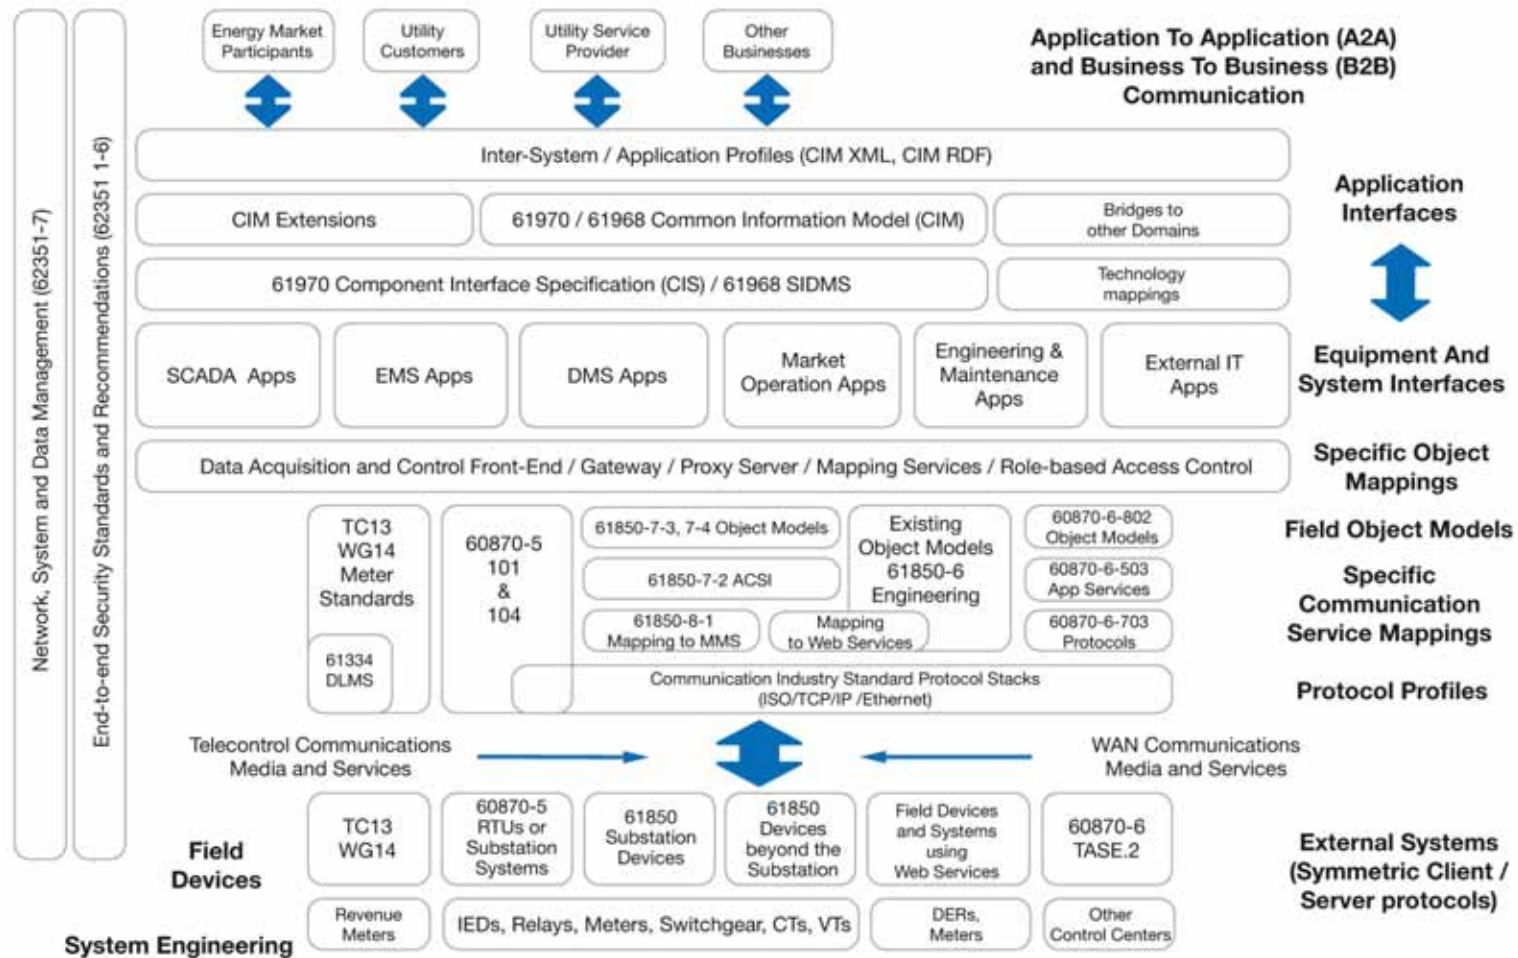 Energy Market
Participants
Utility
Customers
Utility Service
Provider
Other
Businesses
Application To Application (A2A)
and Business To Business (B2B)
Communication
Network, System and Data Management (62351-7)
End-to-end Security Standards and Recommendations (62351 1-6)
Inter-System / Application Profiles (CIM XML, CIM RDF)
CIM Extensions
61970 / 61968 Common Information Model (CIM)
Bridges to
other Domains
Application
Interfaces
61970 Component Interface Specification (CIS) / 61968 SIDMS
Technology
mappings
SCADA Apps
EMS Apps
DMS Apps
Market
Operation Apps
Engineering &
Maintenance
Apps
External IT
Apps
Equipment And
System Interfaces
Data Acquisition and Control Front-End / Gateway / Proxy Server / Mapping Services / Role-based Access Control
Specific Object
Mappings
TC13
WG14
Meter
Standards
61334
DLMS
60870-5
101
&
104
61850-7-3, 7-4 Object Models
61850-7-2 ACSI
61850-8-1
Mapping to MMS
Mapping
to Web Services
Existing
Object Models
61850-6
Engineering
60870-6-802
Object Models
60870-6-503
App Services
60870-6-703
Protocols
Field Object Models
Specific
Communication
Service Mappings
Communication Industry Standard Protocol Stacks
(ISO/TCP/IP /Ethernet)
Protocol Profiles
Telecontrol Communications
Media and Services
WAN Communications
Media and Services
Field
Devices
TC13
WG14
60870-5
RTUs or
Substation
Systems
61850
Substation
Devices
61850
Devices
beyond the
Substation
Field Devices
and Systems
using
Web Services
60870-6
TASE.2
External Systems
(Symmetric Client /
Server protocols)
System Engineering
Revenue
Meters
IEDs, Relays, Meters, Switchgear, CTs, VTs
DERs,
Meters
Other
Control Centers